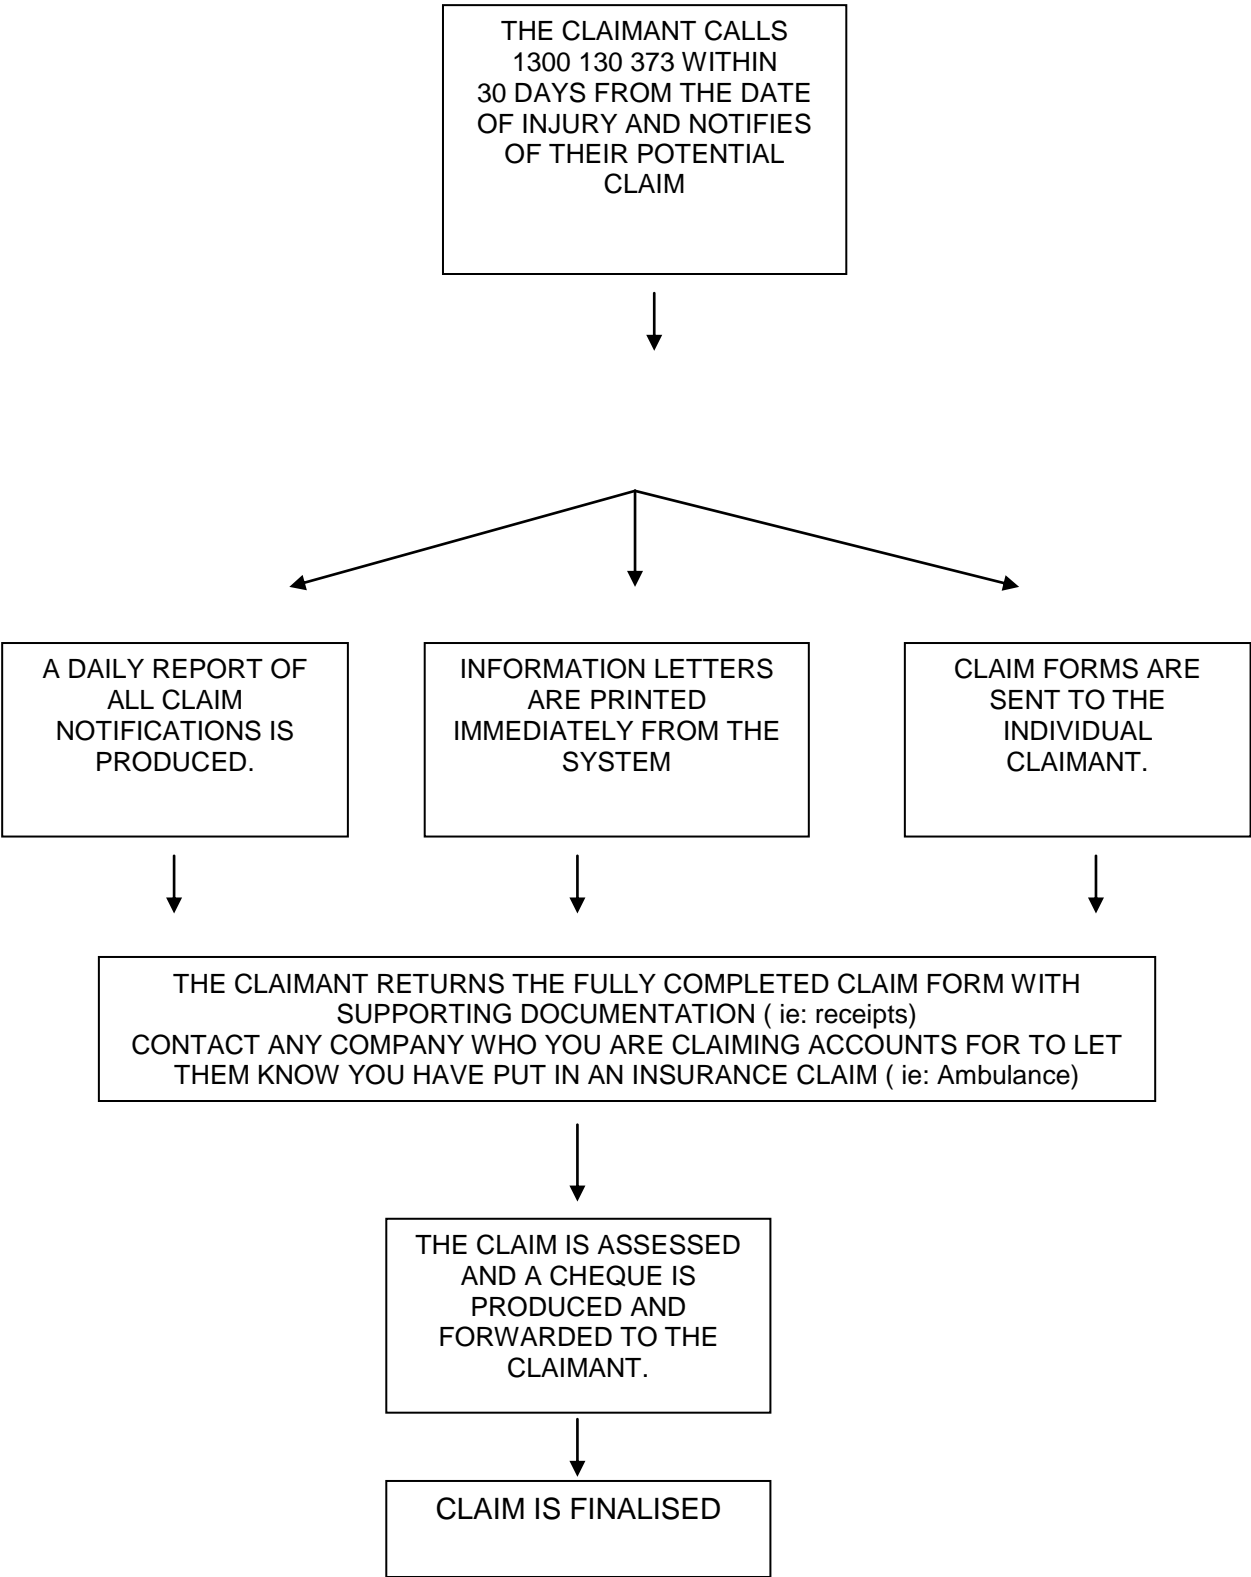 THE CLAIMANT CALLS
1300 130 373 WITHIN
30 DAYS FROM THE DATE
OF INJURY AND NOTIFIES
OF THEIR POTENTIAL
CLAIM
A DAILY REPORT OF
ALL CLAIM
NOTIFICATIONS IS
PRODUCED.
INFORMATION LETTERS
ARE PRINTED
IMMEDIATELY FROM THE
SYSTEM
CLAIM FORMS ARE
SENT TO THE
INDIVIDUAL
CLAIMANT.
THE CLAIMANT RETURNS THE FULLY COMPLETED CLAIM FORM WITH
SUPPORTING DOCUMENTATION ( ie: receipts)
CONTACT ANY COMPANY WHO YOU ARE CLAIMING ACCOUNTS FOR TO LET
THEM KNOW YOU HAVE PUT IN AN INSURANCE CLAIM ( ie: Ambulance)
THE CLAIM IS ASSESSED
AND A CHEQUE IS
PRODUCED AND
FORWARDED TO THE
CLAIMANT.
CLAIM IS FINALISED